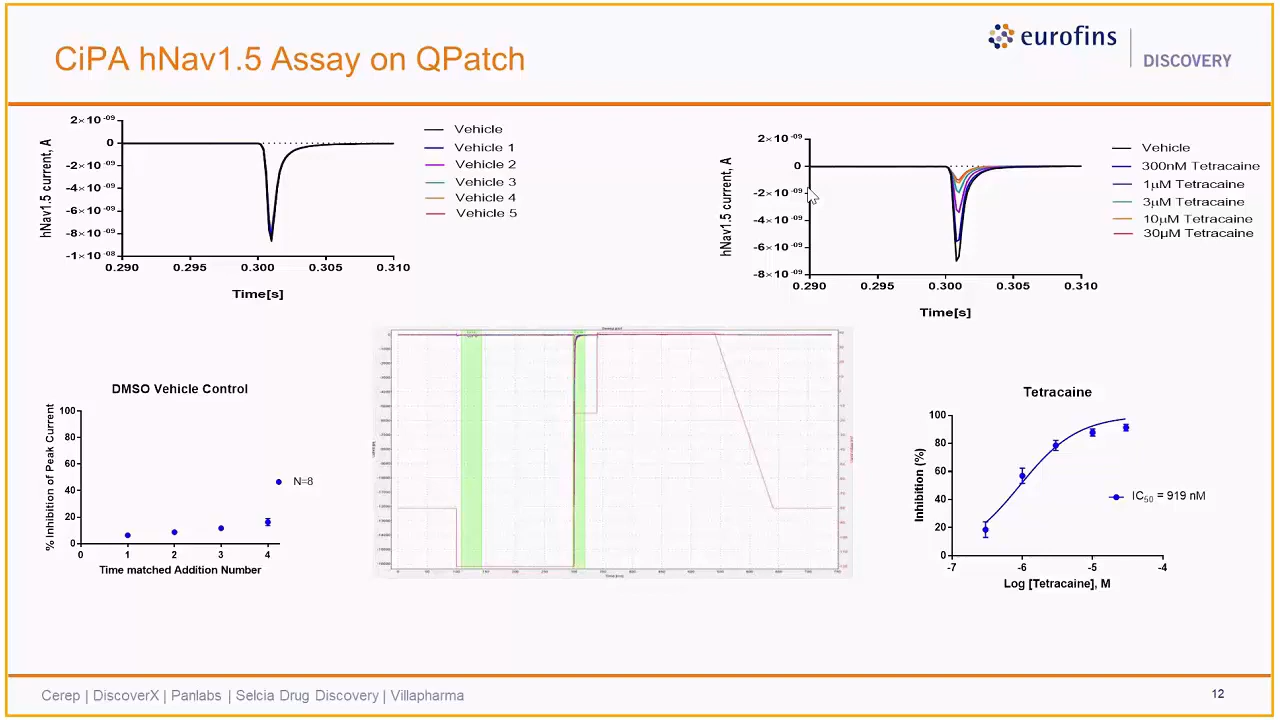 CiPA hNav1.5 Assay on QPatch
eurofins
DISCOVERY
2×10 -09
0
-2×10 -09
-4×10 -09
-6×10 -09
-8×10 -09
-1×10 -08
hNav1.5 current, A
0.290 0.295 0.300 0.305 0.310
Time[s]
Vehicle
Vehicle 1
Vehicle 2
Vehicle 3
Vehicle 4
Vehicle 5
2×10 -09
0
-2×10 -09
-4×10 -09
-6×10 -09
-8×10 -09
hNav1.5 current, A
0.290 0.295 0.300 0.305 0.310
Time[s]
Vehicle
300nM Tetracaine
1µM Tetracaine
3µM Tetracaine
10µM Tetracaine
30µM Tetracaine
DMSO Vehicle Control
% Inhibition of Peak Current
100
80
60
40
20
0
0 1 2 3 4
Time matched Addition Number
N=8
Tetracaine
Inhibition (%)
100
80
60
40
20
0
-7 -6 -5 -4
Log [Tetracaine], M
IC50 = 919 nM
Cerep | DiscoverX | Panlabs | Selcia Drug Discovery | Villapharma
12